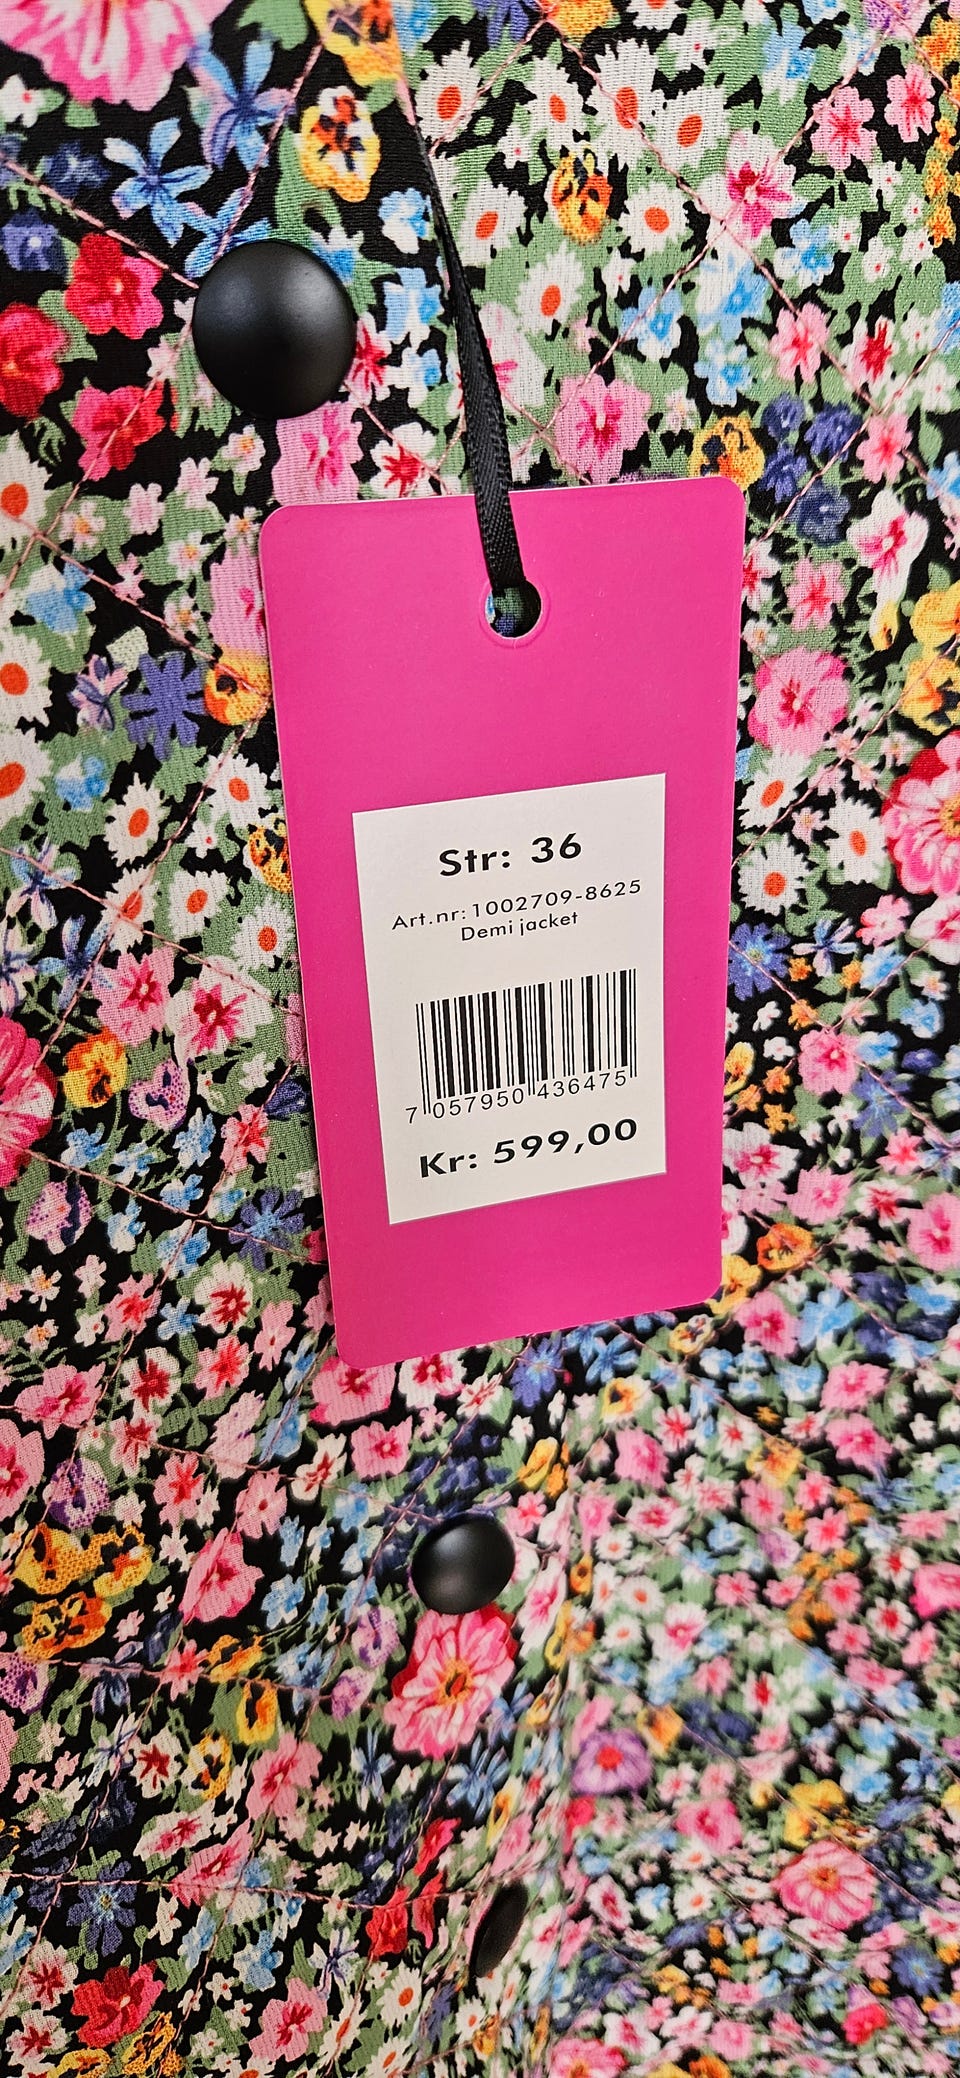 Str: 36
Art.nr: 1002709-8625
Demi jacket
7 057950 436475
Kr: 599,00